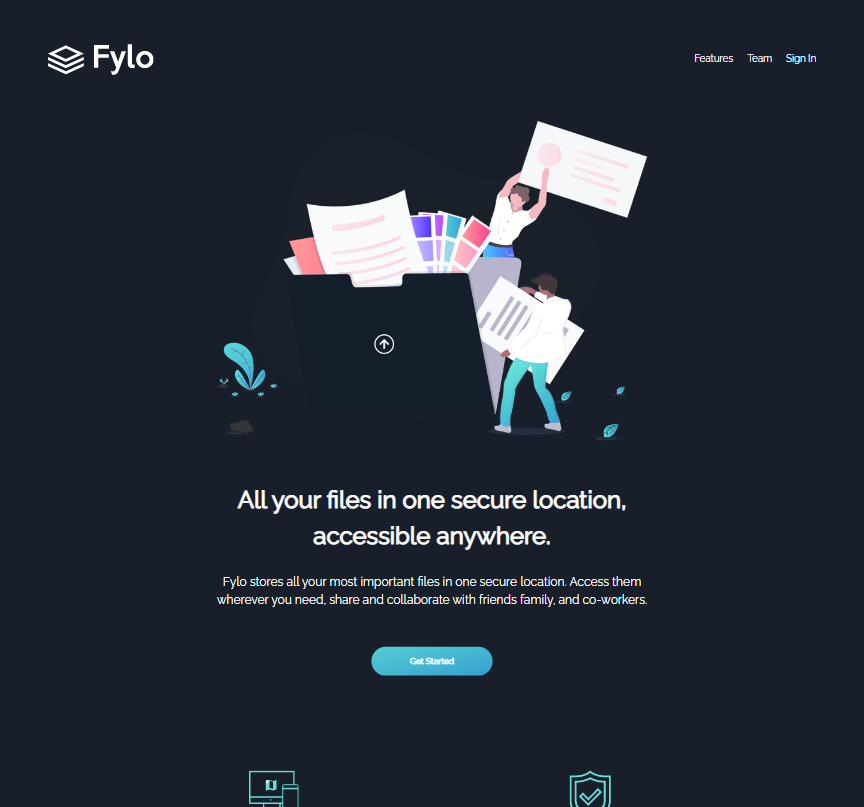 Fylo
Features Team Sign In
All your files in one secure location,
accessible anywhere.
Fylo stores all your most important files in one secure location. Access them
wherever you need, share and collaborate with friends family, and co-workers.
Get Started